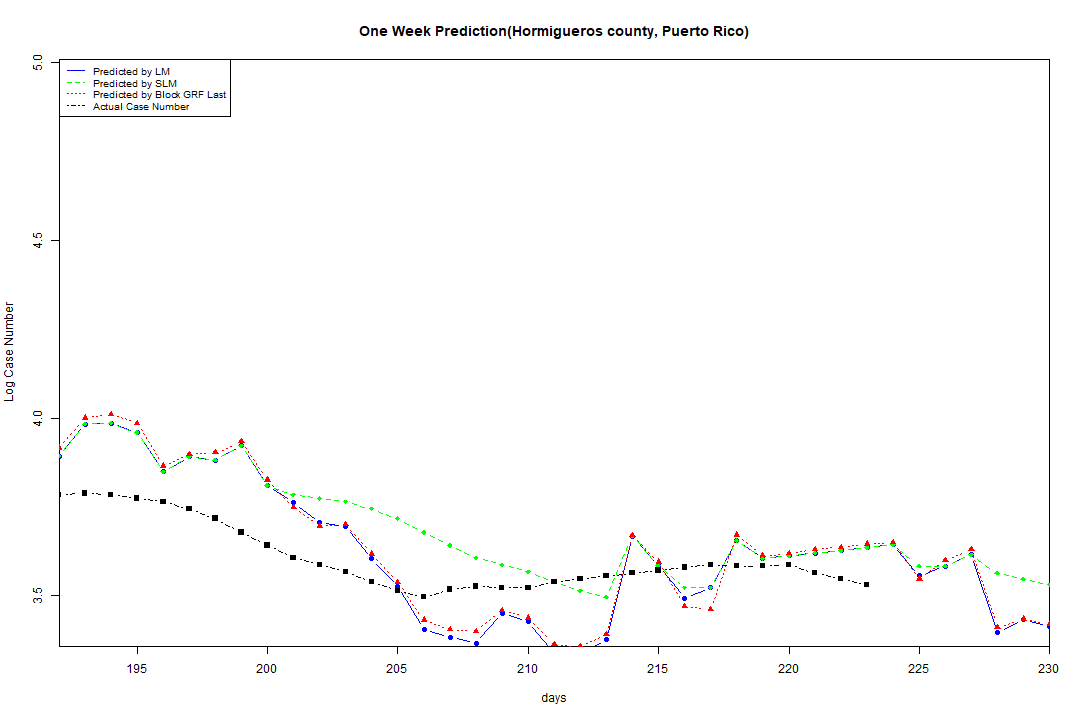 One Week Prediction(Hormigueros county, Puerto Rico)
Predicted by LM
Predicted by SLM
Predicted by Block GRF Last
Actual Case Number
5.0
4.5
4.0
3.5
Log Case Number
195 200 205 210 215 220 225 230
days